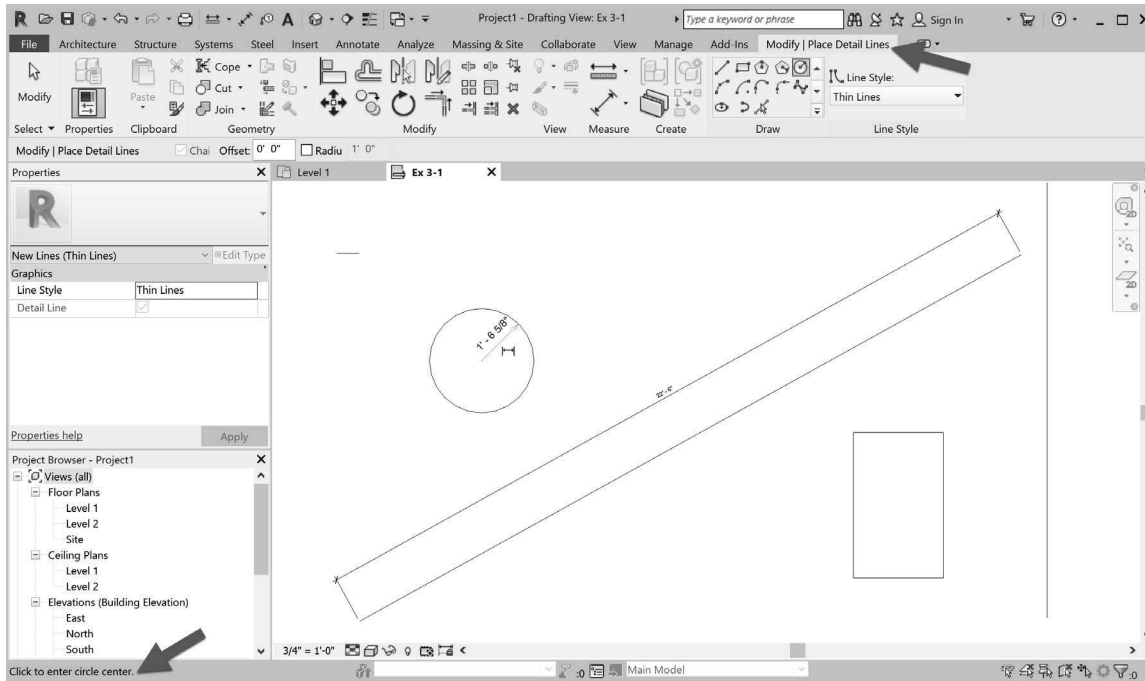 Project1 - Drafting View: Ex 3-1
Type a keyword or phrase
Sign In
File Architecture Structure Systems Steel Insert Annotate Analyze Massing & Site Collaborate View Manage Add-Ins Modify | Place Detail Lines
Modify
Paste
Cope
Cut
Join
Line Style:
Thin Lines
Select Properties Clipboard Geometry Modify View Measure Create Draw Line Style
Modify | Place Detail Lines Chai Offset: 0' 0" Radiu 1' 0"
Properties
Level 1
Ex 3-1
R
New Lines (Thin Lines) Edit Type
Graphics
Line Style Thin Lines
Detail Line
Properties help Apply
Project Browser - Project1
Views (all)
Floor Plans
Level 1
Level 2
Site
Ceiling Plans
Level 1
Level 2
Elevations (Building Elevation)
East
North
South
1' - 6 5/8"
22' - 6"
2D
2D
3/4" = 1'-0"
Click to enter circle center.
:0
Main Model
:0